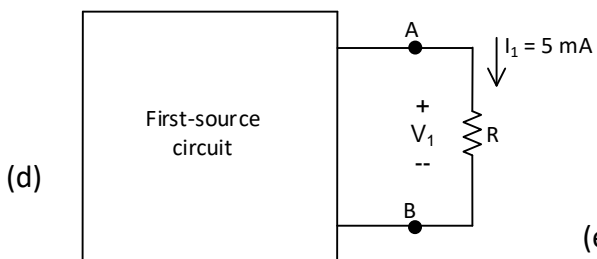 A
I₁ = 5 mA
First-source
circuit
+
V₁
--
R
(d)
B
(e